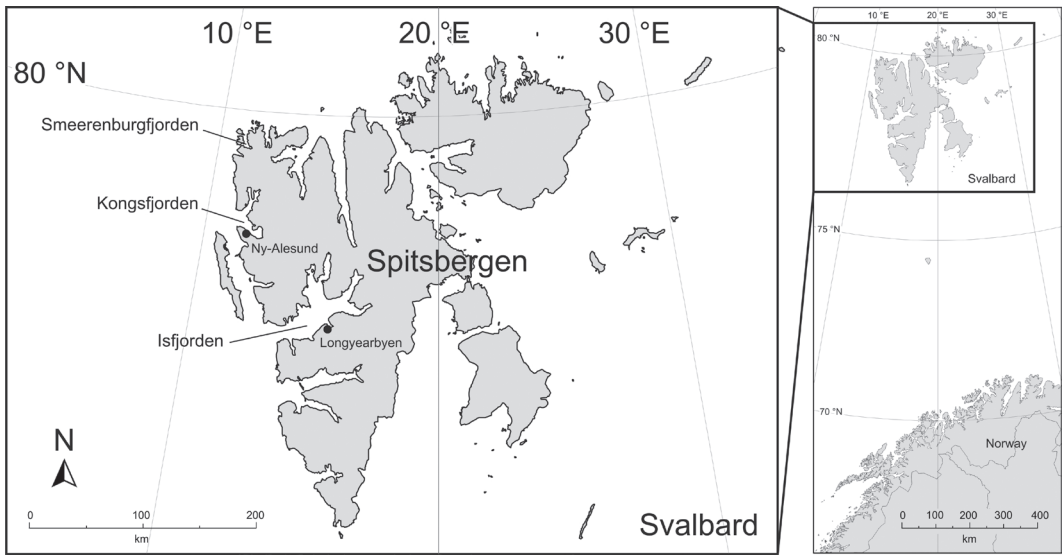 10 °E
20 °E
30 °E
80 °N
Smeerenburgfjorden
Kongsfjorden
Ny-Alesund
Spitsbergen
Isfjorden
Longyearbyen
N
0 100 200
km
Svalbard
10 °E 20 °E 30 °E
80 °N
Svalbard
75 °N
70 °N
Norway
0 100 200 300 400
km